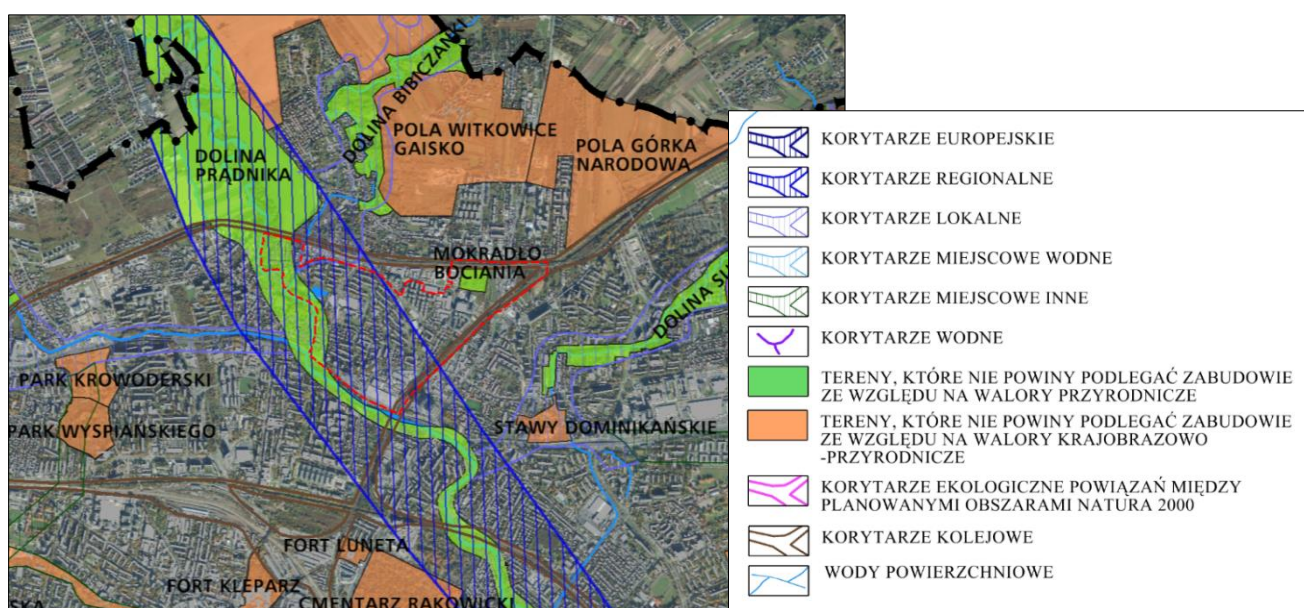 DOLINA BIBICZANKI
POLA WITKOWICE
GAISKO
POLA GÓRKA
NARODOWA
DOLINA
PRĄDNIKA
MOKRADŁO
BOCIANIA
DOLINA
PARK KROWODERSKI
PARK WYSPIAŃSKIEGO
STAWY DOMINIKAŃSKIE
FORT LUNETA
FORT KLEPARZ
CMENTARZ RAKOWICKI
SKA
KORYTARZE EUROPEJSKIE
KORYTARZE REGIONALNE
KORYTARZE LOKALNE
KORYTARZE MIEJSCOWE WODNE
KORYTARZE MIEJSCOWE INNE
KORYTARZE WODNE
TERENY, KTÓRE NIE POWINY PODLEGAĆ ZABUDOWIE
ZE WZGLĘDU NA WALORY PRZYRODNICZE
TERENY, KTÓRE NIE POWINY PODLEGAĆ ZABUDOWIE
ZE WZGLĘDU NA WALORY KRAJOBRAZOWO
-PRZYRODNICZE
KORYTARZE EKOLOGICZNE POWIĄZAŃ MIĘDZY
PLANOWANYMI OBSZARAMI NATURA 2000
KORYTARZE KOLEJOWE
WODY POWIERZCHNIOWE